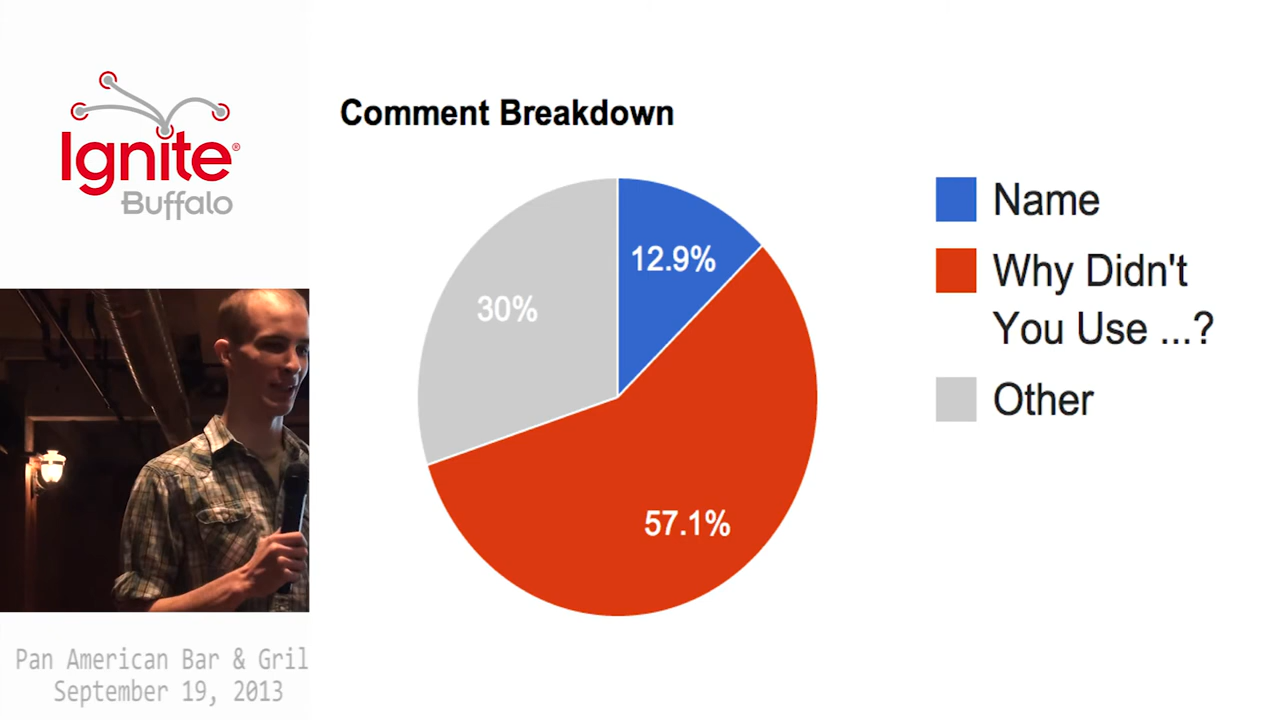 Ignite®
Buffalo
Comment Breakdown
12.9%
30%
57.1%
Name
Why Didn't
You Use ...?
Other
Pan American Bar & Gril
September 19, 2013